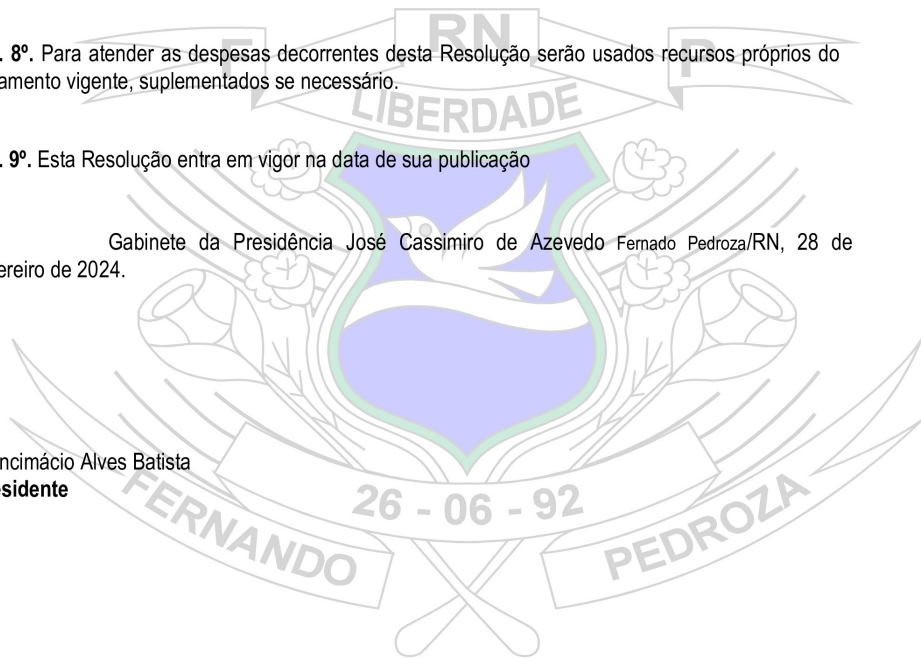 F RN P
LIBERDADE
. 8º. Para atender as despesas decorrentes desta Resolução serão usados recursos próprios do
amento vigente, suplementados se necessário.
. 9º. Esta Resolução entra em vigor na data de sua publicação
Gabinete da Presidência José Cassimiro de Azevedo Fernado Pedroza/RN, 28 de
ereiro de 2024.
ncimácio Alves Batista
esidente
26 - 06 - 92
FERNANDO PEDROZA